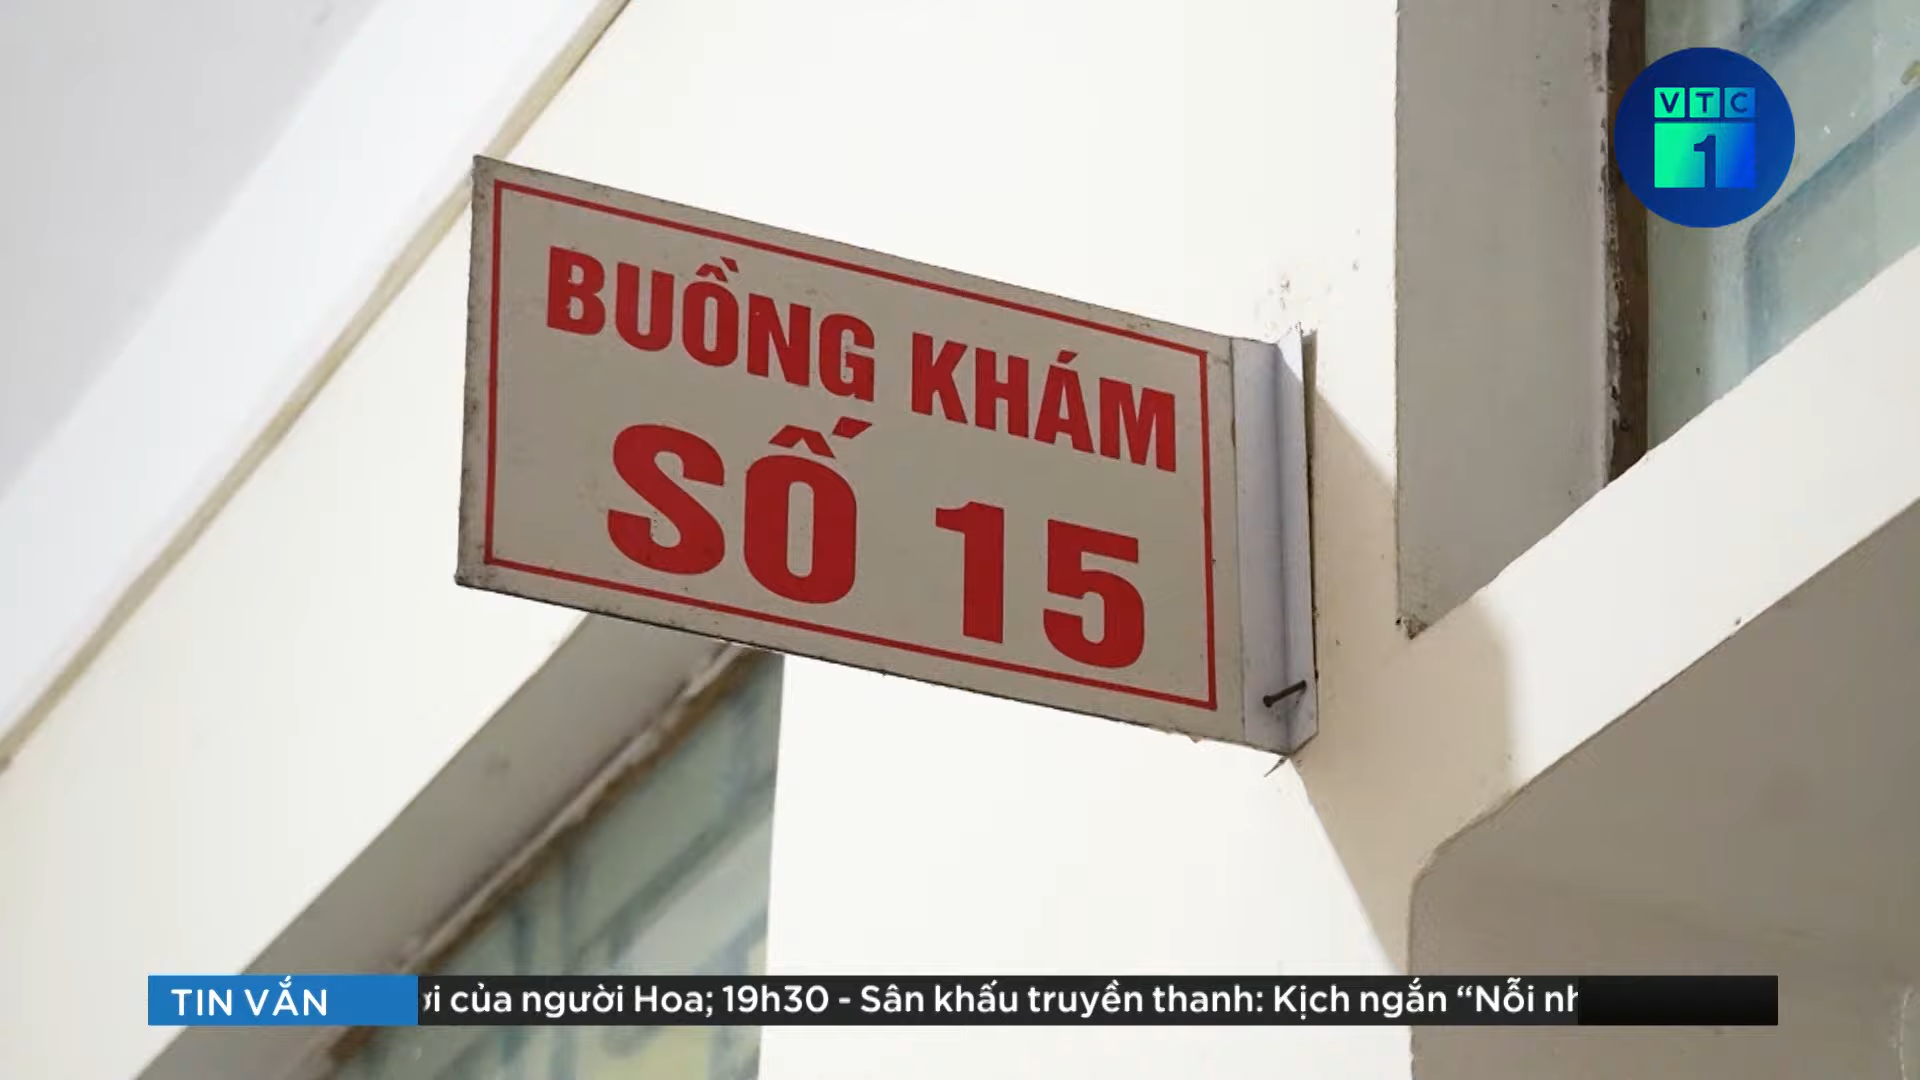 VTC
1
BUỒNG KHÁM
SỐ 15
TIN VẮN
của người Hoa; 19h30 - Sân khấu truyền thanh: Kịch ngắn “Nỗi